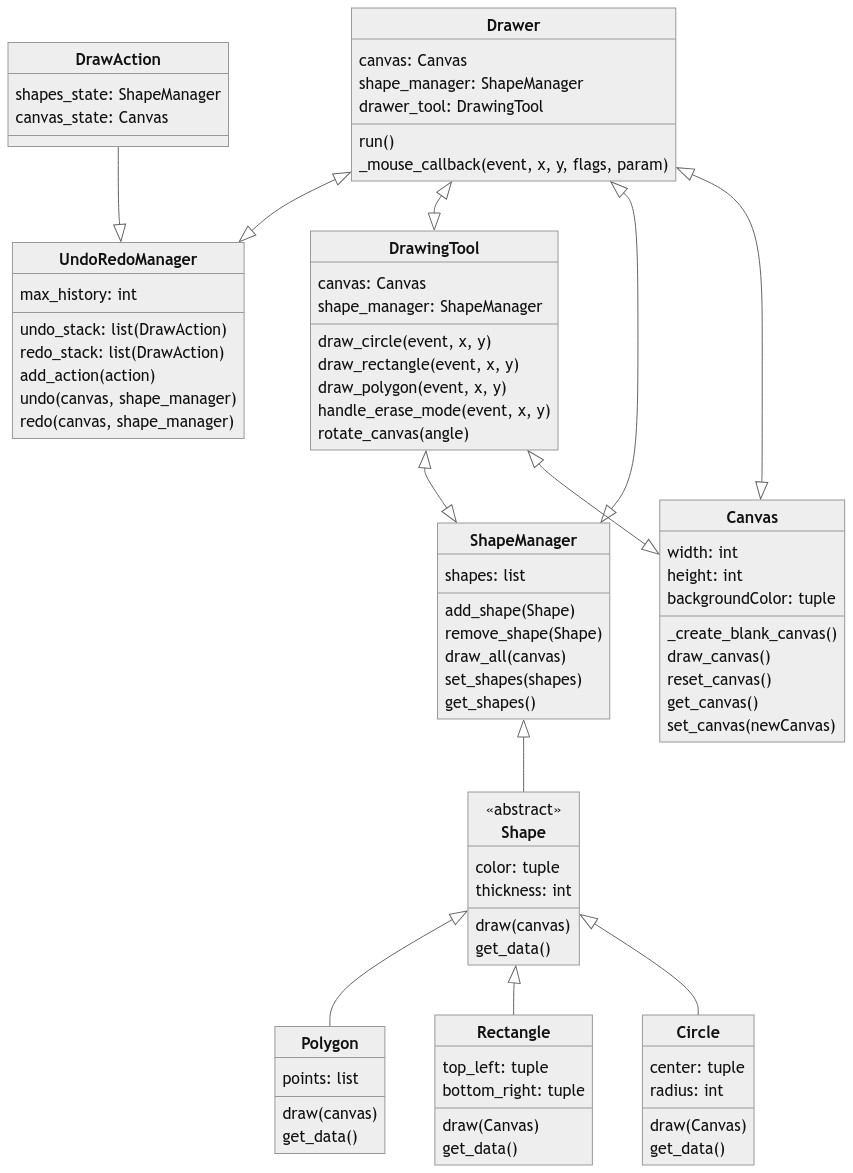 Drawer
canvas: Canvas
shape_manager: ShapeManager
drawer_tool: DrawingTool
run()
_mouse_callback(event, x, y, flags, param)
DrawAction
shapes_state: ShapeManager
canvas_state: Canvas
UndoRedoManager
max_history: int
undo_stack: list(DrawAction)
redo_stack: list(DrawAction)
add_action(action)
undo(canvas, shape_manager)
redo(canvas, shape_manager)
DrawingTool
canvas: Canvas
shape_manager: ShapeManager
draw_circle(event, x, y)
draw_rectangle(event, x, y)
draw_polygon(event, x, y)
handle_erase_mode(event, x, y)
rotate_canvas(angle)
ShapeManager
shapes: list
add_shape(Shape)
remove_shape(Shape)
draw_all(canvas)
set_shapes(shapes)
get_shapes()
Canvas
width: int
height: int
backgroundColor: tuple
_create_blank_canvas()
draw_canvas()
reset_canvas()
get_canvas()
set_canvas(newCanvas)
«abstract»
Shape
color: tuple
thickness: int
draw(canvas)
get_data()
Polygon
points: list
draw(canvas)
get_data()
Rectangle
top_left: tuple
bottom_right: tuple
draw(Canvas)
get_data()
Circle
center: tuple
radius: int
draw(Canvas)
get_data()